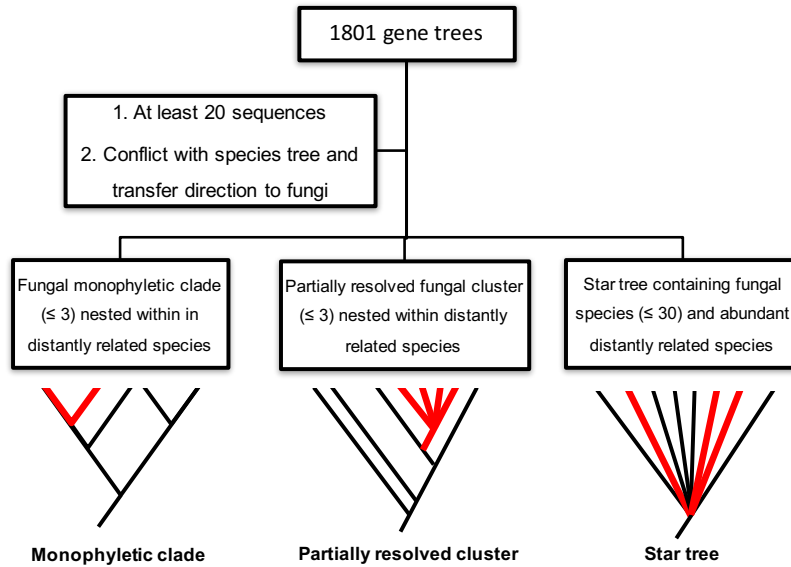 1801 gene trees
1. At least 20 sequences
2. Conflict with species tree and
transfer direction to fungi
Fungal monophyletic clade
(≤ 3) nested within in
distantly related species
Partially resolved fungal cluster
(≤ 3) nested within distantly
related species
Star tree containing fungal
species (≤ 30) and abundant
distantly related species
Monophyletic clade
Partially resolved cluster
Star tree